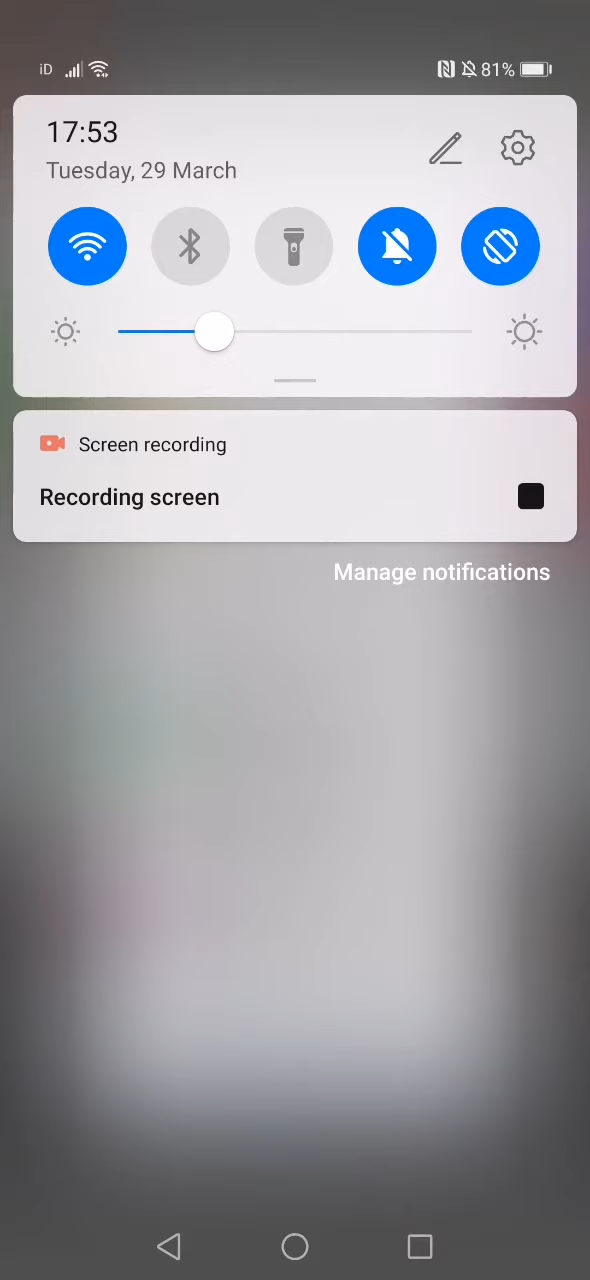 iD
81%
17:53
Tuesday, 29 March
Screen recording
Recording screen
Manage notifications